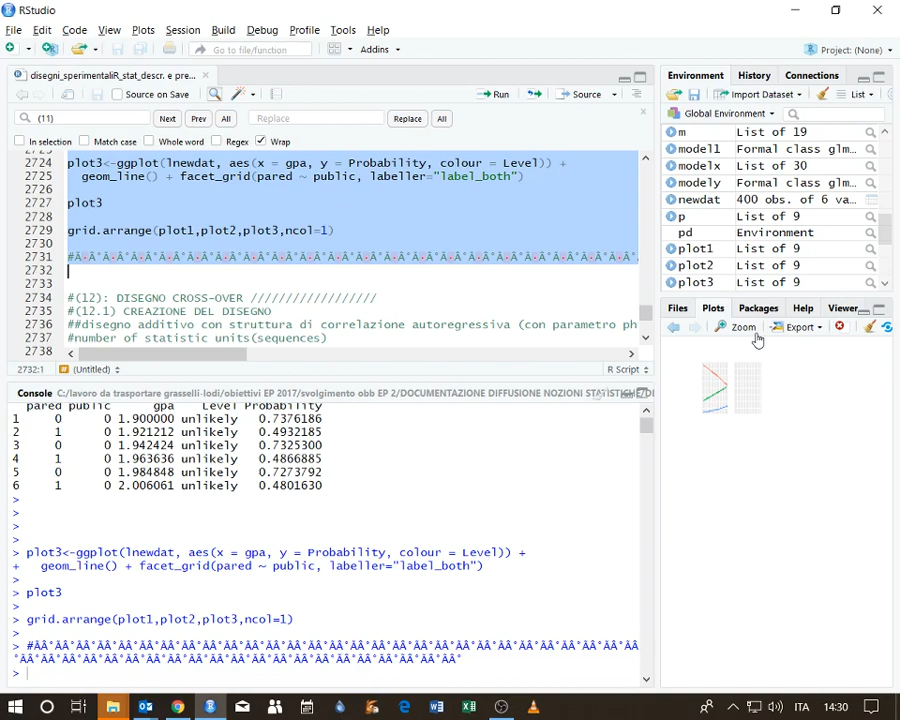 RStudio
File Edit Code View Plots Session Build Debug Profile Tools Help
Go to file/function
Addins
Project: (None)
disegni_sperimentaliR_stat_descr. e pre...
Source on Save
Run
Source
(11)
Next
Prev
All
Replace
Replace
All
In selection
Match case
Whole word
Regex
Wrap
2724 plot3<-ggplot(lnewdat, aes(x = gpa, y = Probability, colour = Level)) +
2725 geom_line() + facet_grid(pared ~ public, labeller="label_both")
2726
2727 plot3
2728
2729 grid.arrange(plot1,plot2,plot3,ncol=1)
2730
2731
2732
2733
2734 #(12): DISEGNO CROSS-OVER //////////////////
2735 #(12.1) CREAZIONE DEL DISEGNO
2736 ##disegno additivo con struttura di correlazione autoregressiva (con parametro ph
2737 #number of statistic units(sequences)
2738
2732:1
(Untitled)
R Script
Console C:/lavoro da trasportare grasselli-lodi/obiettivi EP 2017/svolgimento obb EP 2/DOCUMENTAZIONE DIFFUSIONE NOZIONI STATISTICHE/
pared public gpa Level Probability
1 0 0 1.900000 unlikely 0.7376186
2 1 0 1.921212 unlikely 0.4932185
3 0 0 1.942424 unlikely 0.7325300
4 1 0 1.963636 unlikely 0.4866885
5 0 0 1.984848 unlikely 0.7273792
6 1 0 2.006061 unlikely 0.4801630
>
>
>
>
> plot3<-ggplot(lnewdat, aes(x = gpa, y = Probability, colour = Level)) +
+ geom_line() + facet_grid(pared ~ public, labeller="label_both")
>
> plot3
>
> grid.arrange(plot1,plot2,plot3,ncol=1)
>
>
Environment History Connections
Import Dataset
List
Global Environment
m List of 19
model1 Formal class glm...
modelx List of 30
modely Formal class glm...
newdat 400 obs. of 6 va...
p List of 9
pd Environment
plot1 List of 9
plot2 List of 9
plot3 List of 9
Files Plots Packages Help Viewer
Zoom
Export
ITA
14:30